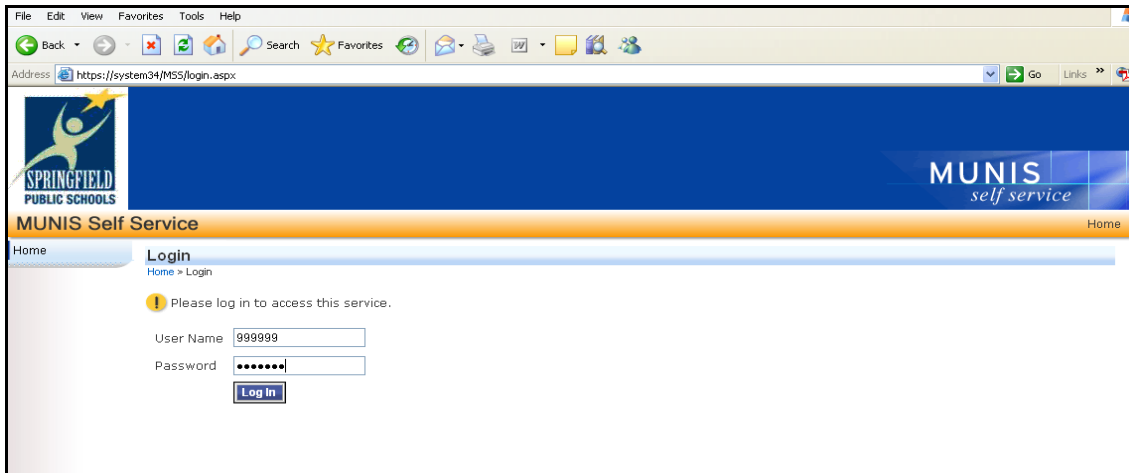 File Edit View Favorites Tools Help
Back Search Favorites
Address https://system34/MSS/login.aspx Go Links »
SPRINGFIELD
PUBLIC SCHOOLS
MUNIS
self service
MUNIS Self Service Home
Home
Login
Home > Login
! Please log in to access this service.
User Name 999999
Password •••••••
Log In